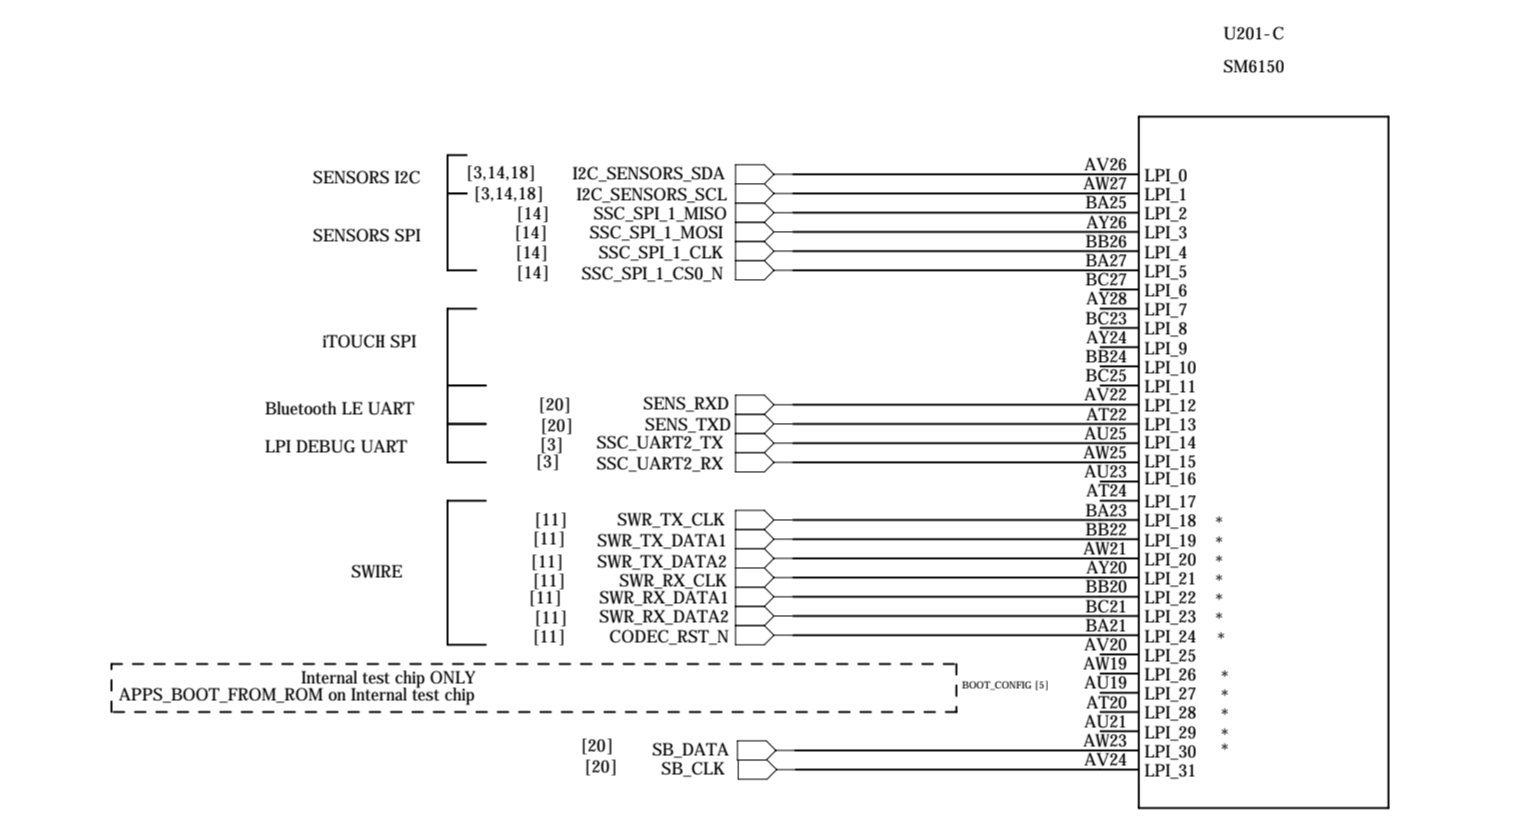 U201-C
SM6150
SENSORS I2C
[3,14,18] I2C_SENSORS_SDA AV26 LPI_0
[3,14,18] I2C_SENSORS_SCL AW27 LPI_1
[14] SSC_SPI_1_MISO BA25 LPI_2
SENSORS SPI
[14] SSC_SPI_1_MOSI AY26 LPI_3
[14] SSC_SPI_1_CLK BB26 LPI_4
[14] SSC_SPI_1_CS0_N BA27 LPI_5
BC27 LPI_6
AY28 LPI_7
BC23 LPI_8
iTOUCH SPI
AY24 LPI_9
BB24 LPI_10
BC25 LPI_11
Bluetooth LE UART
[20] SENS_RXD AV22 LPI_12
[20] SENS_TXD AT22 LPI_13
LPI DEBUG UART
[3] SSC_UART2_TX AU25 LPI_14
[3] SSC_UART2_RX AW25 LPI_15
AU23 LPI_16
AT24 LPI_17
[11] SWR_TX_CLK BA23 LPI_18 *
[11] SWR_TX_DATA1 BB22 LPI_19 *
[11] SWR_TX_DATA2 AW21 LPI_20 *
SWIRE
[11] SWR_RX_CLK AY20 LPI_21 *
[11] SWR_RX_DATA1 BB20 LPI_22 *
[11] SWR_RX_DATA2 BC21 LPI_23 *
[11] CODEC_RST_N BA21 LPI_24 *
AV20 LPI_25
Internal test chip ONLY
APPS_BOOT_FROM_ROM on Internal test chip
BOOT_CONFIG [5]
AW19 LPI_26 *
AU19 LPI_27 *
AT20 LPI_28 *
AU21 LPI_29 *
[20] SB_DATA AW23 LPI_30 *
[20] SB_CLK AV24 LPI_31